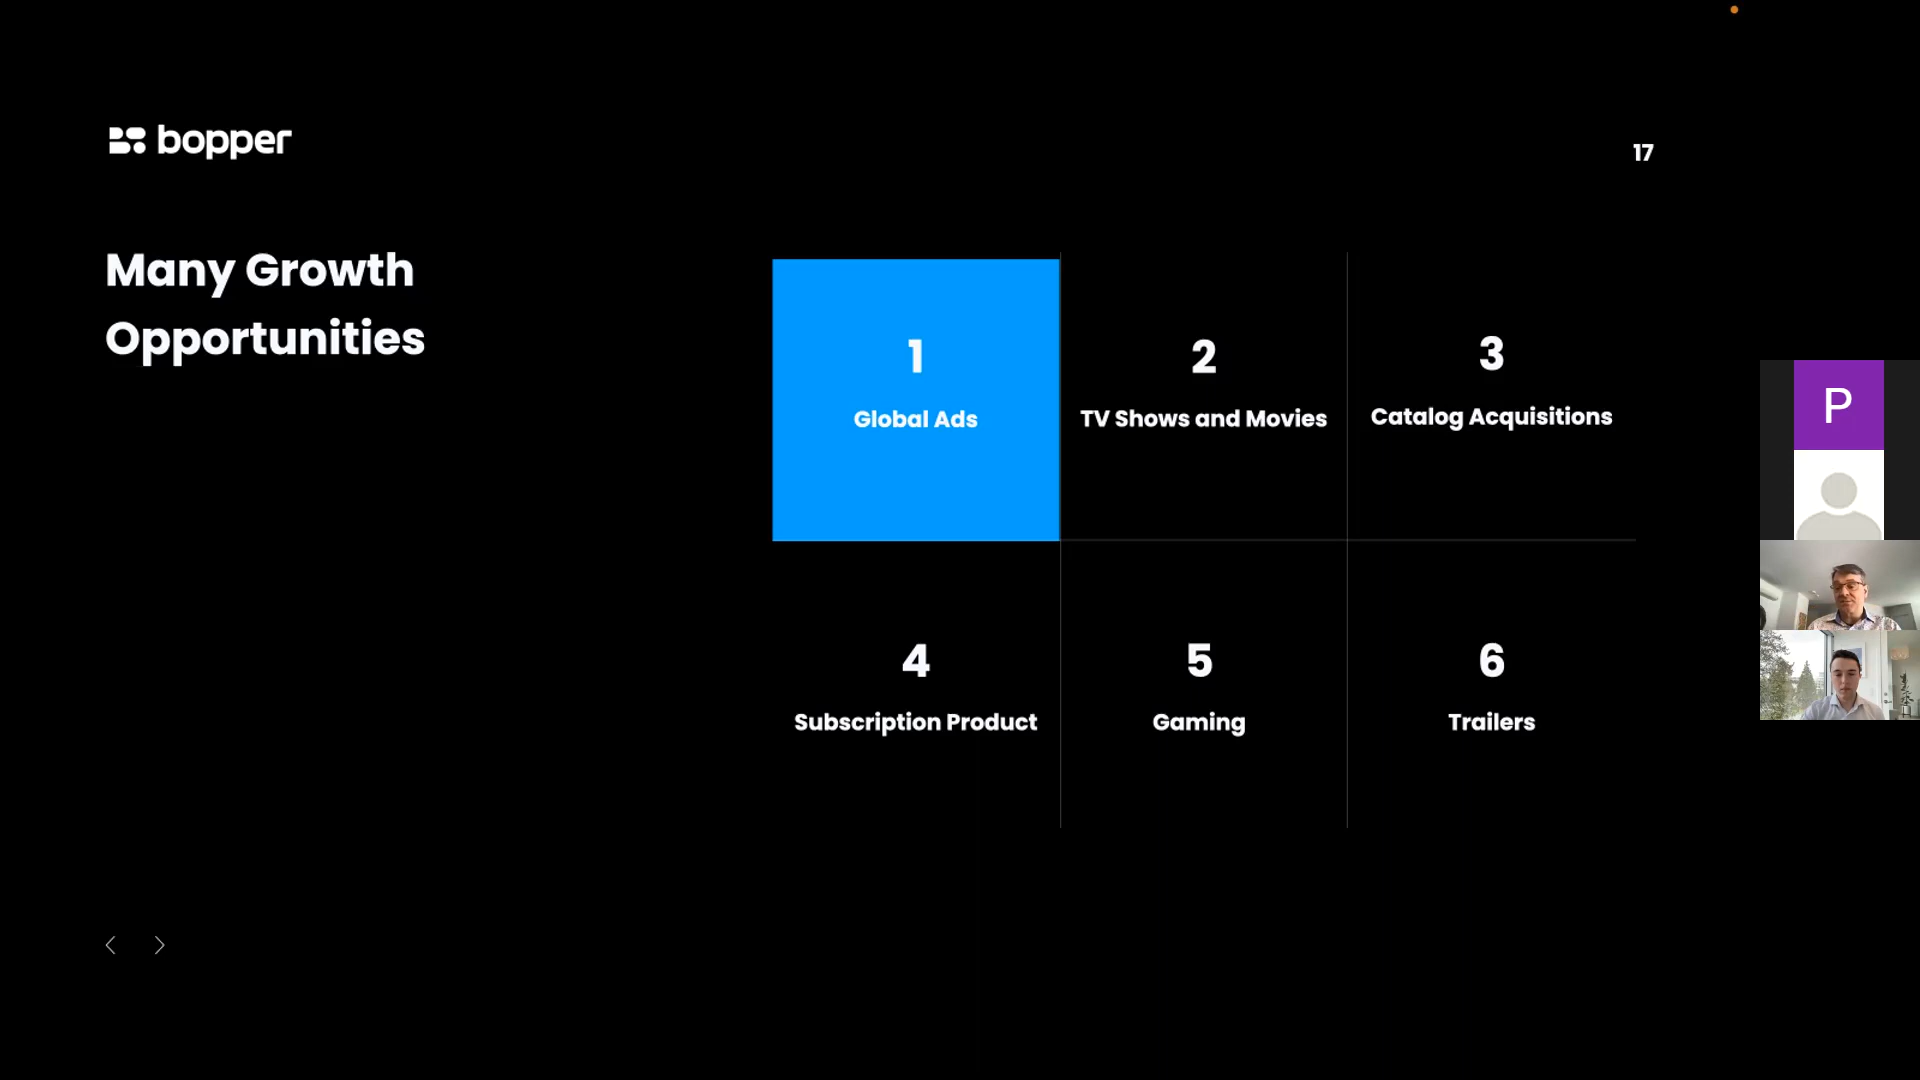 bopper
17
Many Growth
Opportunities
1
Global Ads
2
TV Shows and Movies
3
Catalog Acquisitions
4
Subscription Product
5
Gaming
6
Trailers
P